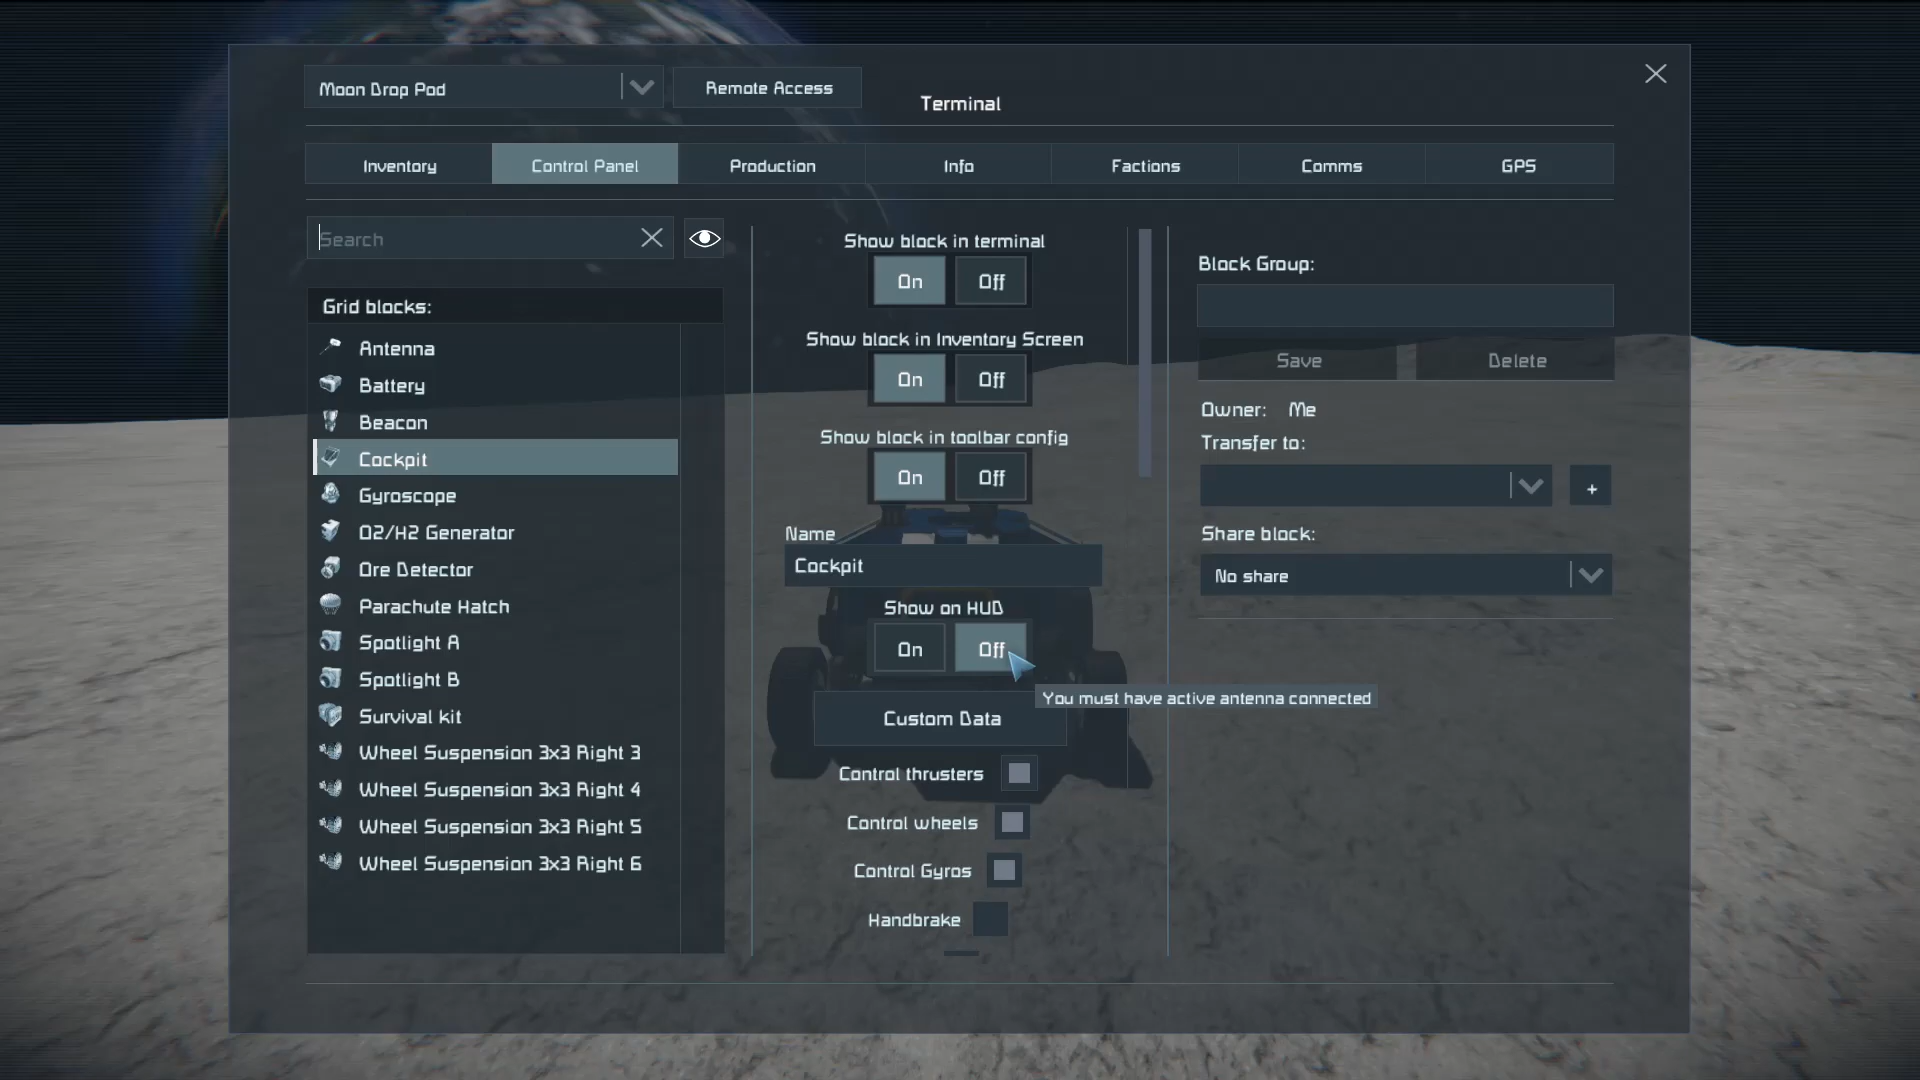 Moon Drop Pod
Remote Access
Terminal
Inventory
Control Panel
Production
Info
Factions
Comms
GPS
Search
Grid blocks:
Antenna
Battery
Beacon
Cockpit
Gyroscope
O2/H2 Generator
Ore Detector
Parachute Hatch
Spotlight A
Spotlight B
Survival kit
Wheel Suspension 3x3 Right 3
Wheel Suspension 3x3 Right 4
Wheel Suspension 3x3 Right 5
Wheel Suspension 3x3 Right 6
Show block in terminal
On Off
Show block in Inventory Screen
On Off
Show block in toolbar config
On Off
Name
Cockpit
Show on HUD
On Off
You must have active antenna connected
Custom Data
Control thrusters
Control wheels
Control Gyros
Handbrake
Block Group:
Save
Delete
Owner: Me
Transfer to:
+
Share block:
No share